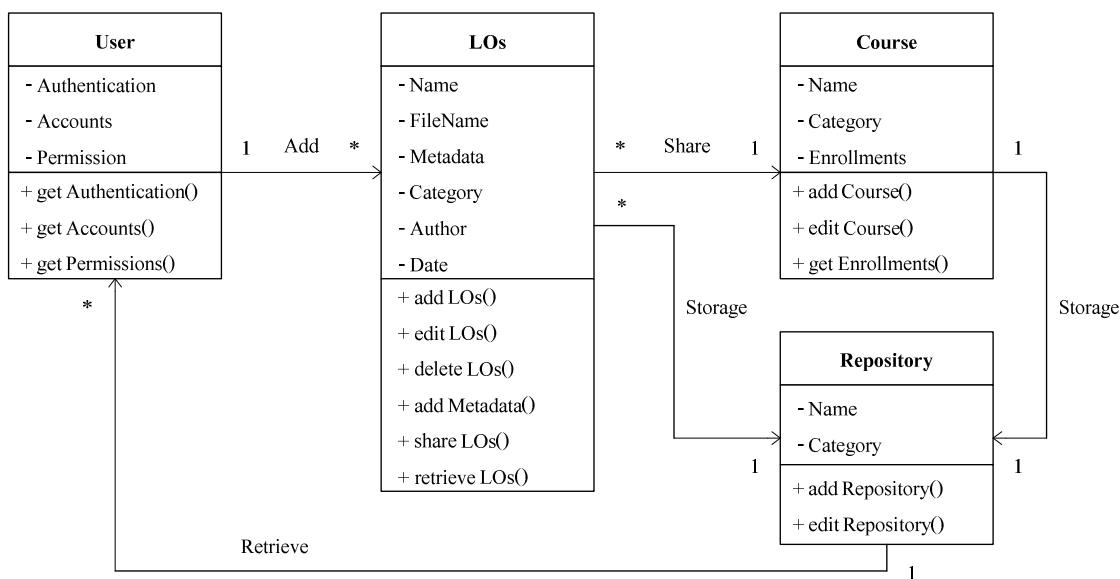 User
- Authentication
- Accounts
- Permission
+ get Authentication()
+ get Accounts()
+ get Permissions()
*
1 Add *
LOs
- Name
- FileName
- Metadata
- Category
- Author
- Date
+ add LOs()
+ edit LOs()
+ delete LOs()
+ add Metadata()
+ share LOs()
+ retrieve LOs()
* Share 1
*
Storage
1
Course
- Name
- Category
- Enrollments
+ add Course()
+ edit Course()
+ get Enrollments()
1
Storage
1
Repository
- Name
- Category
+ add Repository()
+ edit Repository()
Retrieve
1